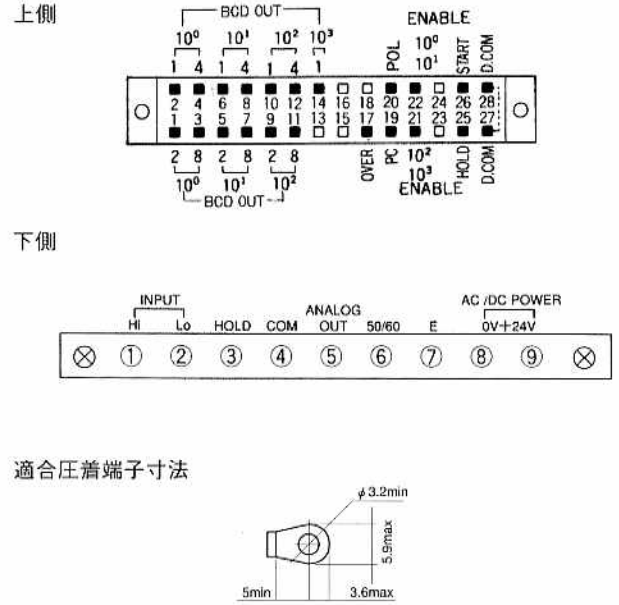 上側
BCD OUT
ENABLE
10⁰ 10¹ 10² 10³ POL 10⁰ START D.COM
10¹
1 4 1 4 1 4 1
2 4 6 8 10 12 14 16 18 20 22 24 26 28
1 3 5 7 9 11 13 15 17 19 21 23 25 27
2 8 2 8 2 8 OVER PC 10² HOLD D.COM
10⁰ 10¹ 10² 10³
BCD OUT ENABLE
下側
INPUT ANALOG AC /DC POWER
HI Lo HOLD COM OUT 50/60 E 0V+24V
① ② ③ ④ ⑤ ⑥ ⑦ ⑧ ⑨
適合圧着端子寸法
φ3.2min
5.9max
5min 3.6max